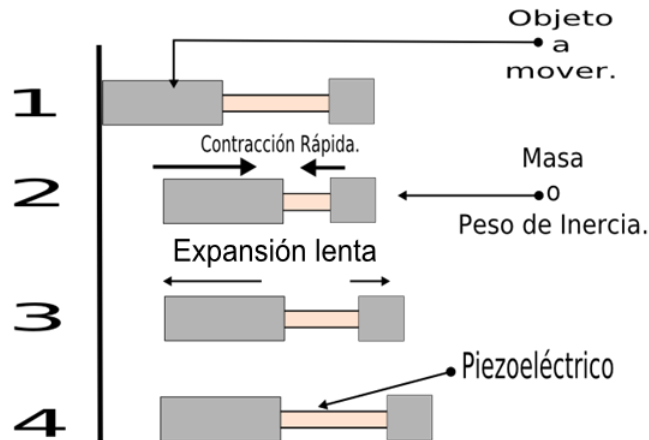 Objeto
a
mover.
1
Contracción Rápida.
2
Masa
o
Peso de Inercia.
Expansión lenta
3
Piezoeléctrico
4